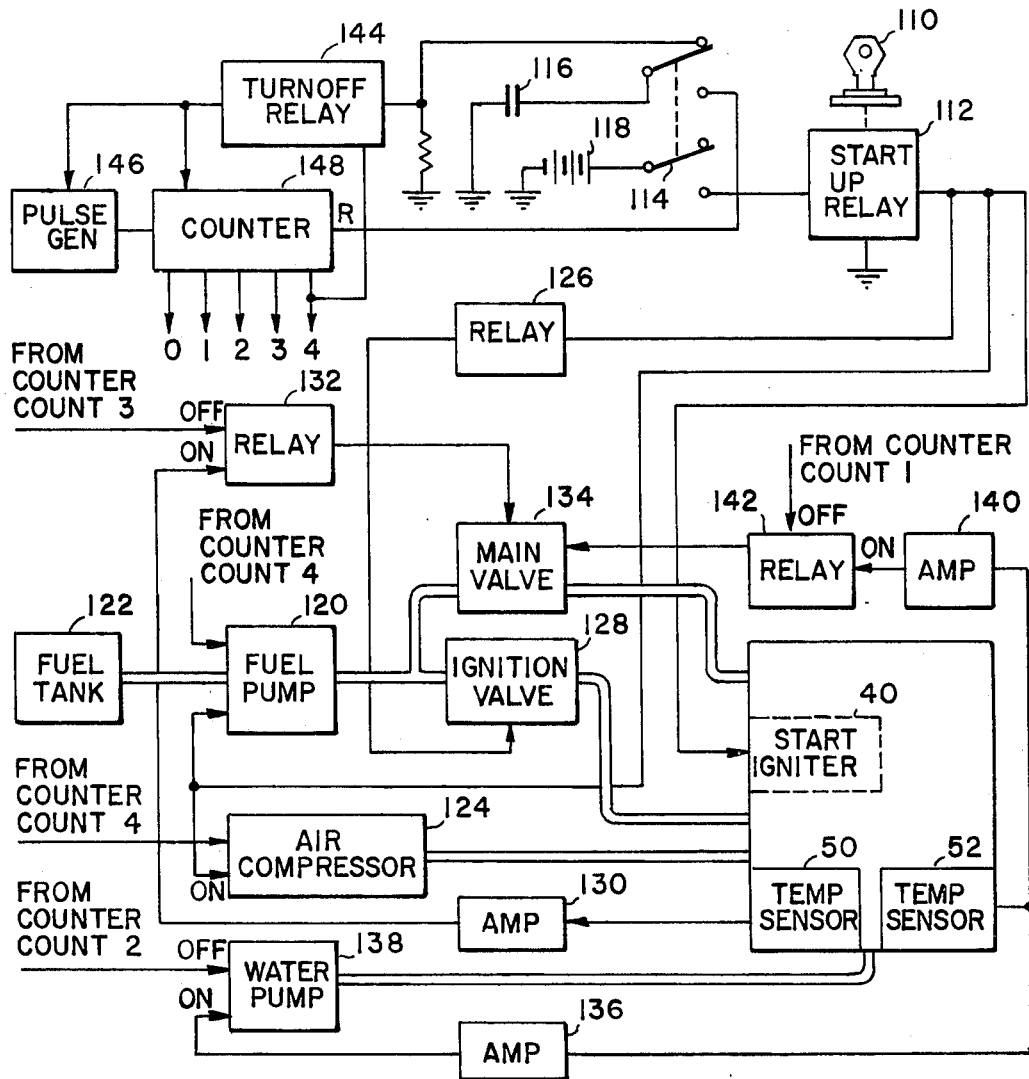 144
TURNOFF
RELAY
116
118
114
110
112
START
UP
RELAY
146
PULSE
GEN
148
COUNTER
R
0 1 2 3 4
126
RELAY
FROM
COUNTER
COUNT 3
OFF
ON
132
RELAY
FROM COUNTER
COUNT 1
FROM
COUNTER
COUNT 4
134
MAIN
VALVE
142
OFF
RELAY
ON
140
AMP
122
FUEL
TANK
120
FUEL
PUMP
128
IGNITION
VALVE
40
START
IGNITER
FROM
COUNTER
COUNT 4
ON
124
AIR
COMPRESSOR
50
TEMP
SENSOR
52
TEMP
SENSOR
130
AMP
FROM
COUNTER
COUNT 2
OFF
ON
138
WATER
PUMP
136
AMP